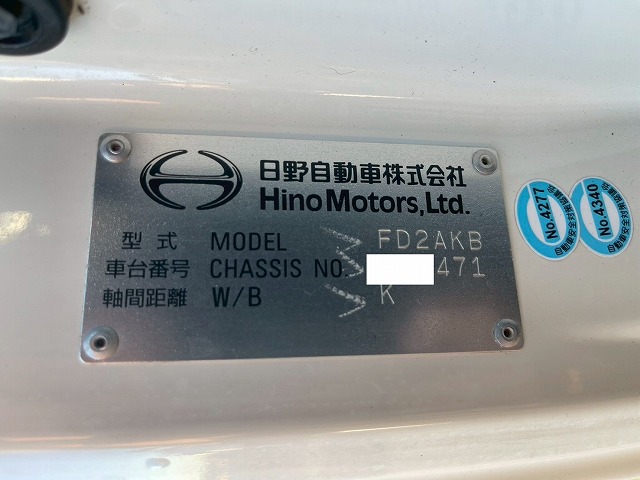 日野自動車株式会社
Hino Motors, Ltd.
型式 MODEL FD2AKB
車台番号 CHASSIS NO. 471
軸間距離 W/B K
No.4277
No.4340